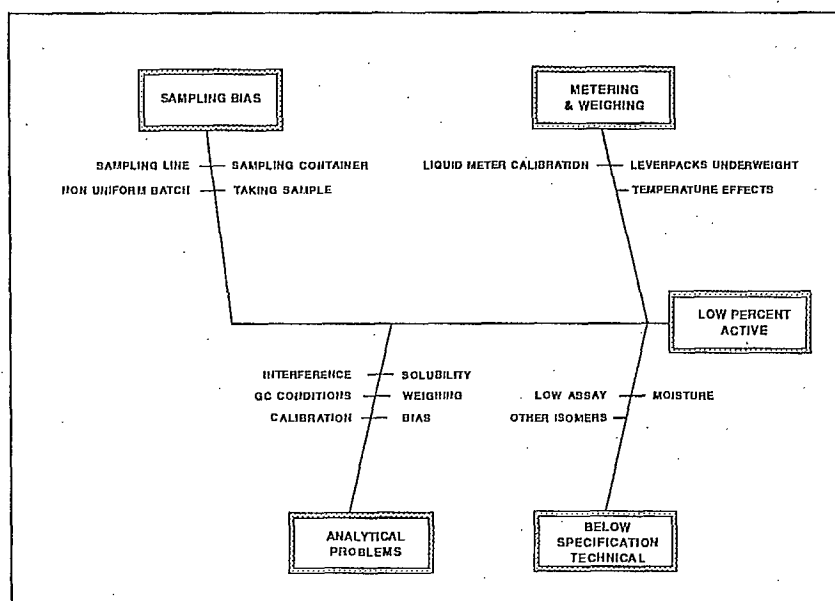 SAMPLING BIAS
METERING
& WEIGHING
SAMPLING LINE
SAMPLING CONTAINER
NON UNIFORM BATCH
TAKING SAMPLE
LIQUID METER CALIBRATION
LEVERPACKS UNDERWEIGHT
TEMPERATURE EFFECTS
LOW PERCENT
ACTIVE
INTERFERENCE
SOLUBILITY
GC CONDITIONS
WEIGHING
CALIBRATION
BIAS
LOW ASSAY
MOISTURE
OTHER ISOMERS
ANALYTICAL
PROBLEMS
BELOW
SPECIFICATION
TECHNICAL